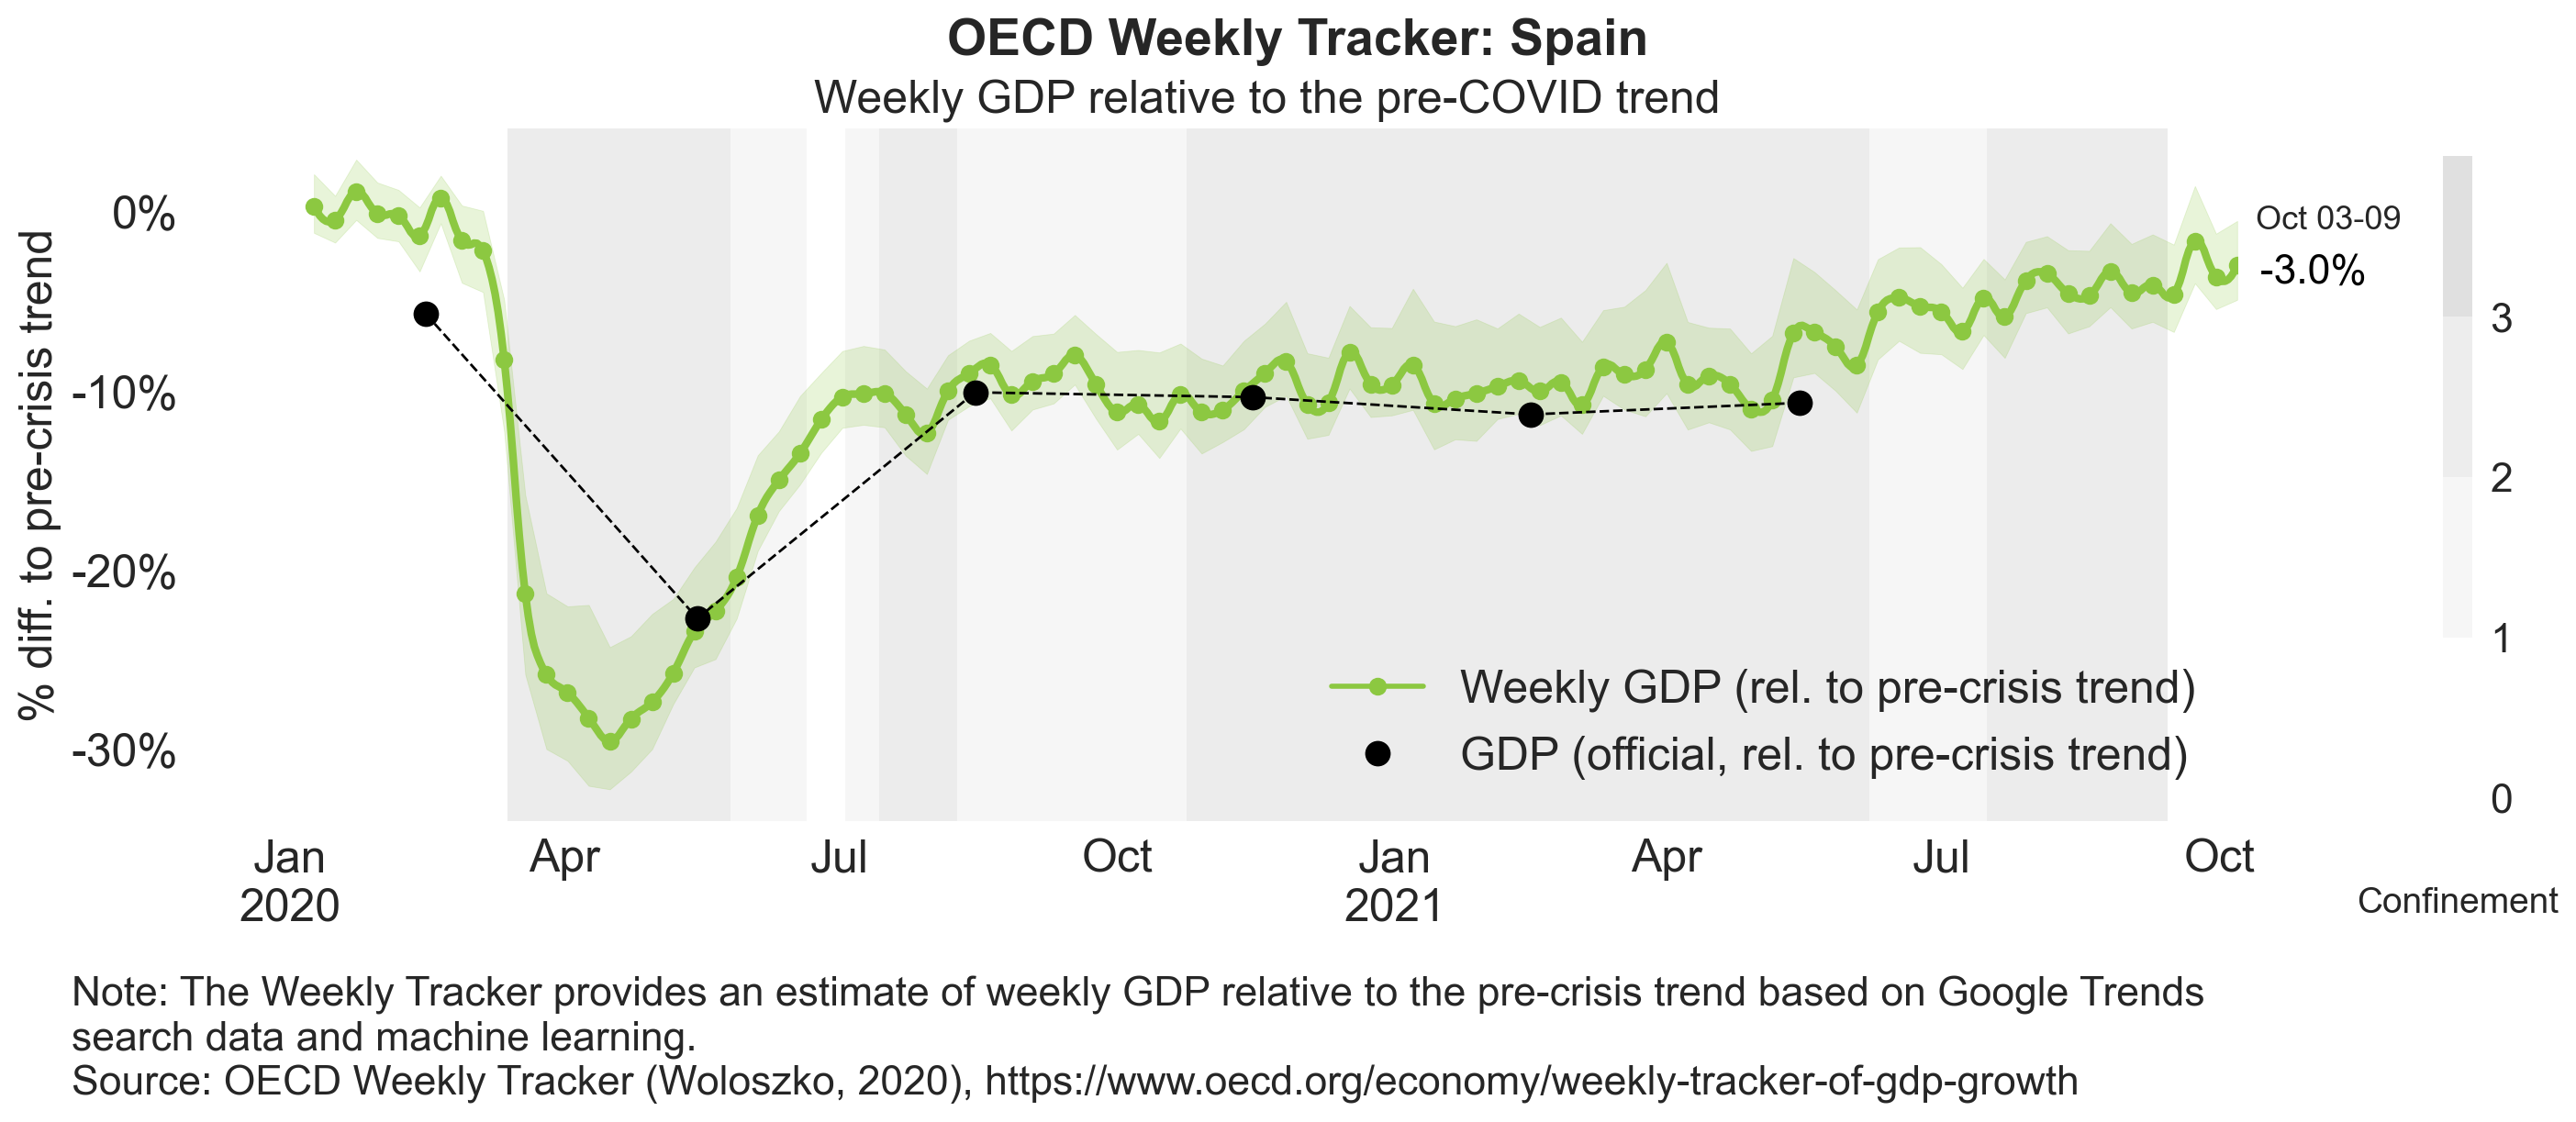 OECD Weekly Tracker: Spain
Weekly GDP relative to the pre-COVID trend
% diff. to pre-crisis trend
0%
-10%
-20%
-30%
Oct 03-09
-3.0%
3
2
1
0
Confinement
Weekly GDP (rel. to pre-crisis trend)
GDP (official, rel. to pre-crisis trend)
Jan Apr Jul Oct Jan Apr Jul Oct
2020 2021
Note: The Weekly Tracker provides an estimate of weekly GDP relative to the pre-crisis trend based on Google Trends
search data and machine learning.
Source: OECD Weekly Tracker (Woloszko, 2020), https://www.oecd.org/economy/weekly-tracker-of-gdp-growth